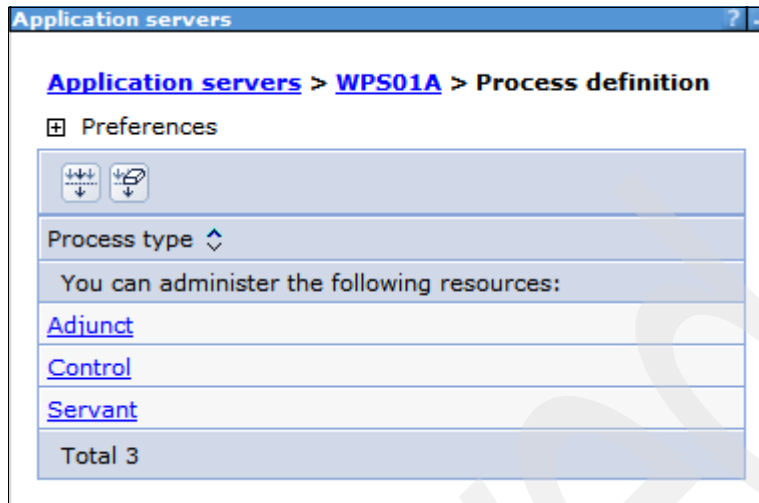 Application servers ? -
Application servers > WPS01A > Process definition
Preferences
Process type
You can administer the following resources:
Adjunct
Control
Servant
Total 3